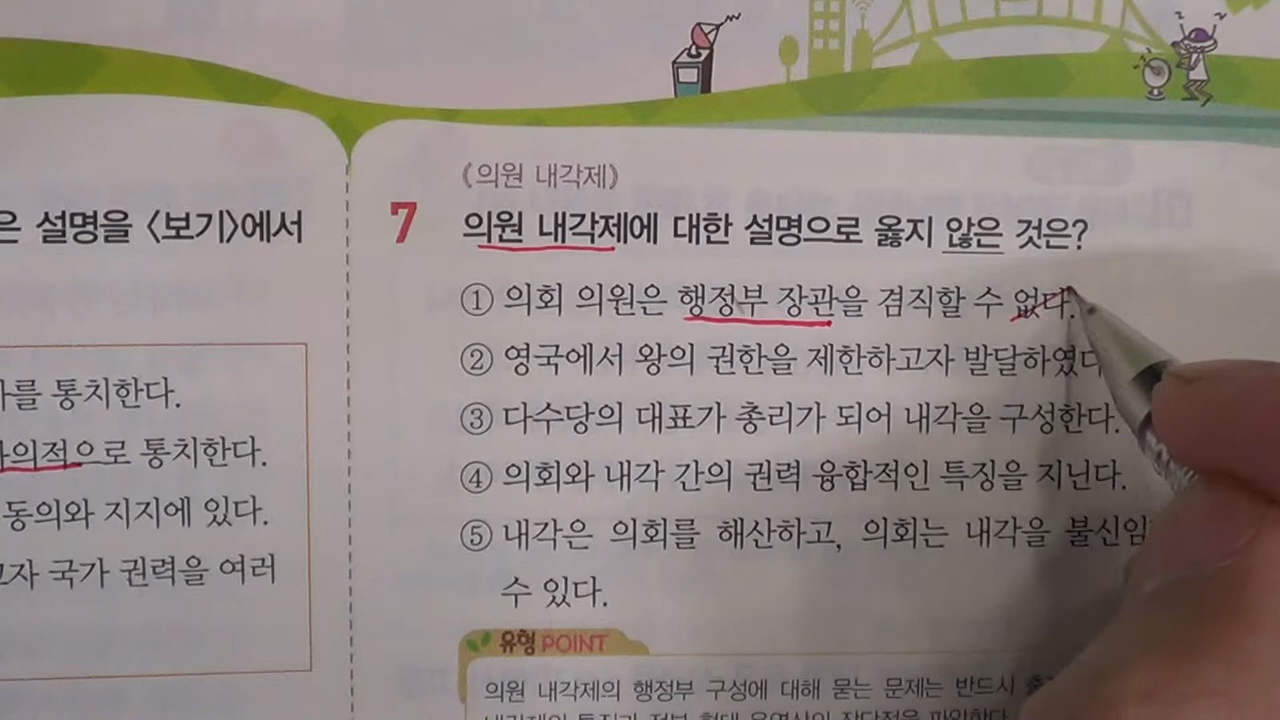 은 설명을 〈보기〉에서
를 통치한다.
의적으로 통치한다.
동의와 지지에 있다.
고자 국가 권력을 여러
《의원 내각제》
7 의원 내각제에 대한 설명으로 옳지 않은 것은?
① 의회 의원은 행정부 장관을 겸직할 수 없다.
② 영국에서 왕의 권한을 제한하고자 발달하였다
③ 다수당의 대표가 총리가 되어 내각을 구성한다.
④ 의회와 내각 간의 권력 융합적인 특징을 지닌다.
⑤ 내각은 의회를 해산하고, 의회는 내각을 불신임
수 있다.
유형 POINT
의원 내각제의 행정부 구성에 대해 묻는 문제는 반드시